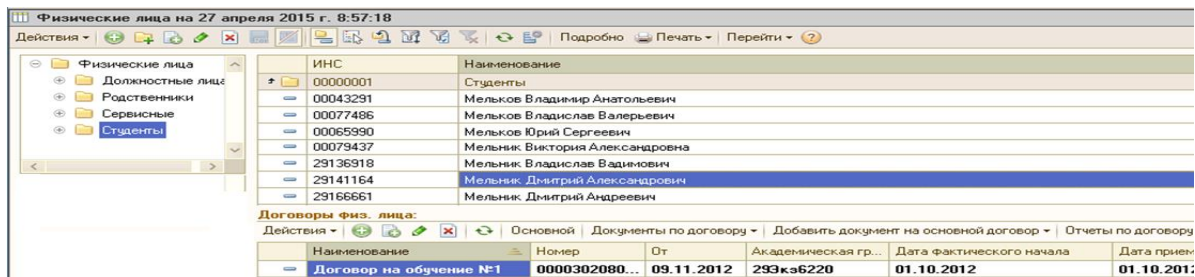 Физические лица на 27 апреля 2015 г. 8:57:18
Действия Подробно Печать Перейти
Физические лица
Должностные лица
Родственники
Сервисные
Студенты
ИНС Наименование
00000001 Студенты
00043291 Мельков Владимир Анатольевич
00077486 Мельков Владислав Валерьевич
00065990 Мельков Юрий Сергеевич
00079437 Мельник Виктория Александровна
29136918 Мельник Владислав Вадимович
29141164 Мельник Дмитрий Александрович
29166661 Мельник Дмитрий Андреевич
Договоры физ. лица:
Действия Основной Документы по договору Добавить документ на основной договор Отчеты по договору
Наименование Номер От Академическая гр... Дата фактического начала Дата прием
Договор на обучение №1 0000302080... 09.11.2012 29Экз6220 01.10.2012 01.10.201